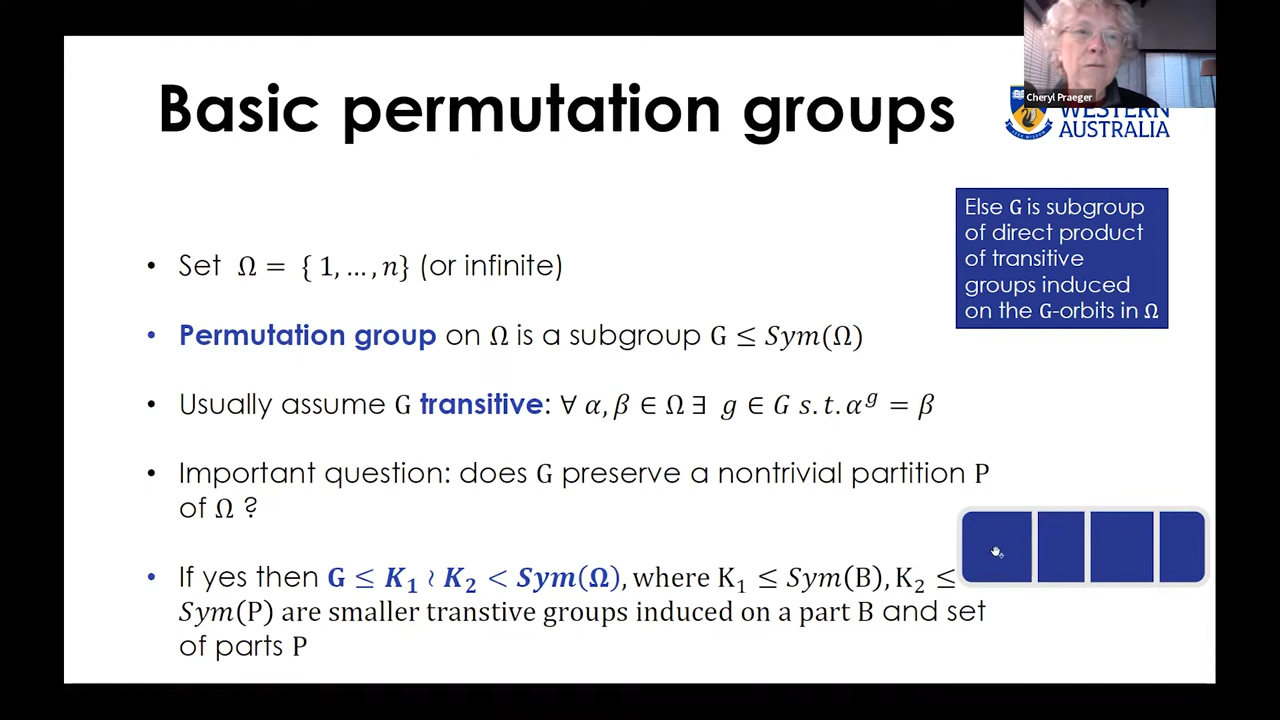 Basic permutation groups
Cheryl Praeger
WESTERN
AUSTRALIA
Else G is subgroup
of direct product
of transitive
groups induced
on the G-orbits in Ω
• Set Ω = { 1, … , n} (or infinite)
• Permutation group on Ω is a subgroup G ≤ Sym(Ω)
• Usually assume G transitive: ∀ α, β ∈ Ω ∃ g ∈ G s. t. α^g = β
• Important question: does G preserve a nontrivial partition P
of Ω ?
• If yes then G ≤ K₁ ≀ K₂ < Sym(Ω), where K₁ ≤ Sym(B), K₂ ≤
Sym(P) are smaller transtive groups induced on a part B and set
of parts P